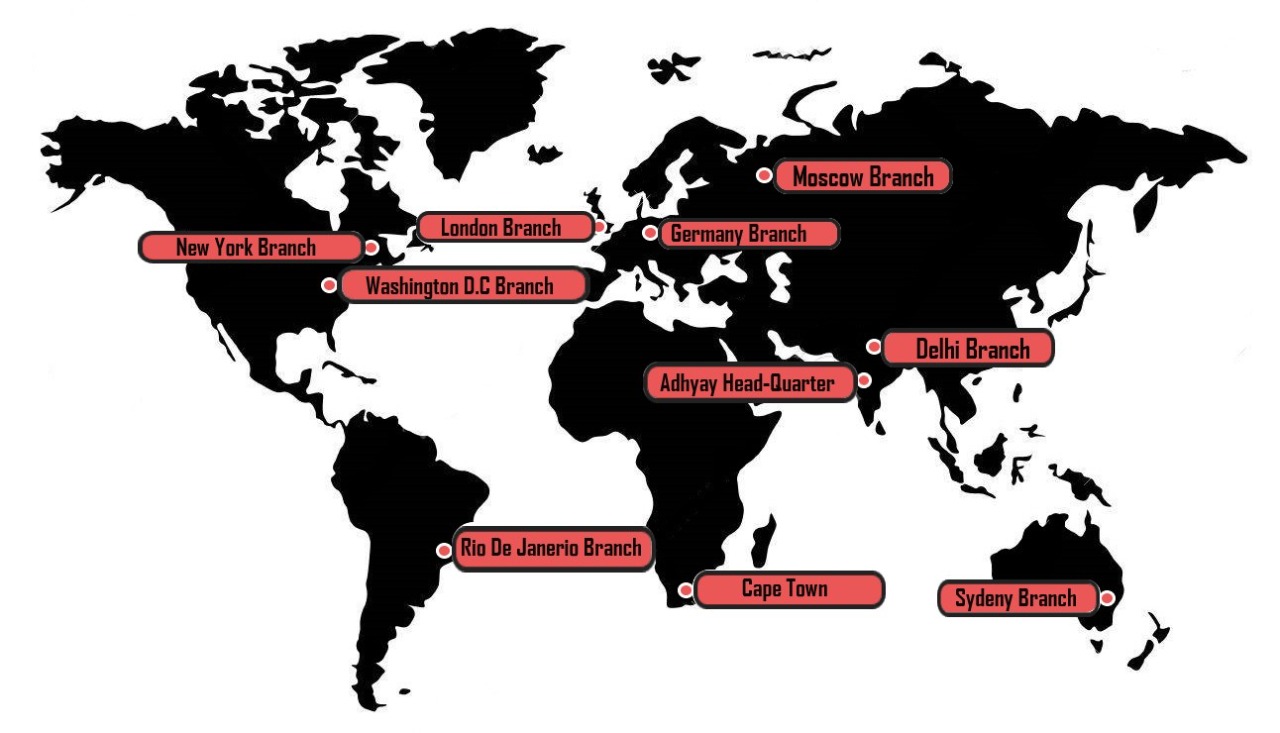 Moscow Branch
London Branch
Germany Branch
New York Branch
Washington D.C Branch
Delhi Branch
Adhyay Head-Quarter
Rio De Janerio Branch
Cape Town
Sydeny Branch